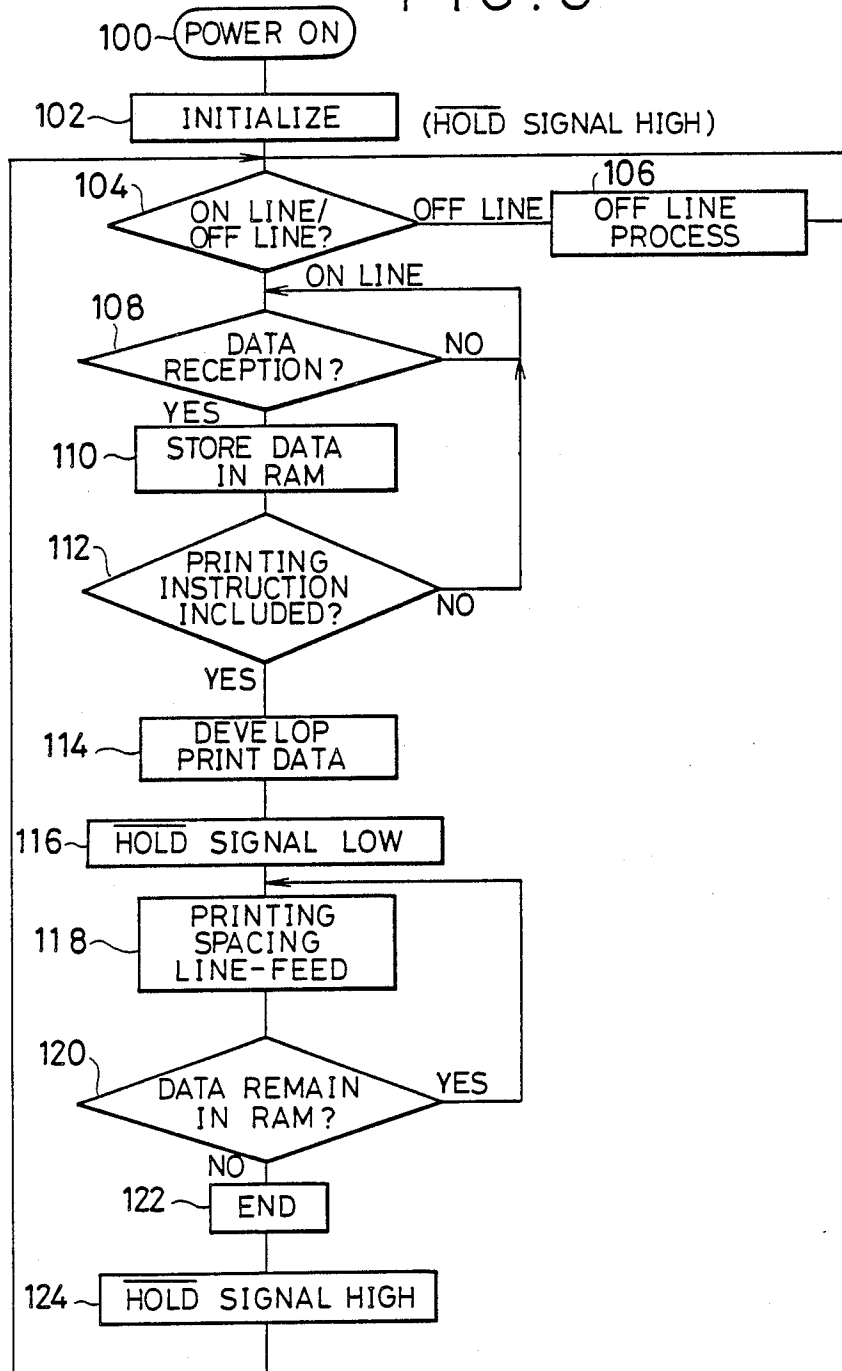 100 POWER ON
102 INITIALIZE (H̅O̅L̅D̅ SIGNAL HIGH)
104 ON LINE/
OFF LINE?
OFF LINE
106
OFF LINE
PROCESS
ON LINE
108
DATA
RECEPTION?
NO
YES
110 STORE DATA
IN RAM
112 PRINTING
INSTRUCTION
INCLUDED?
NO
YES
114 DEVELOP
PRINT DATA
116 H̅O̅L̅D̅ SIGNAL LOW
118 PRINTING
SPACING
LINE-FEED
120
DATA REMAIN
IN RAM?
YES
NO
122 END
124 H̅O̅L̅D̅ SIGNAL HIGH